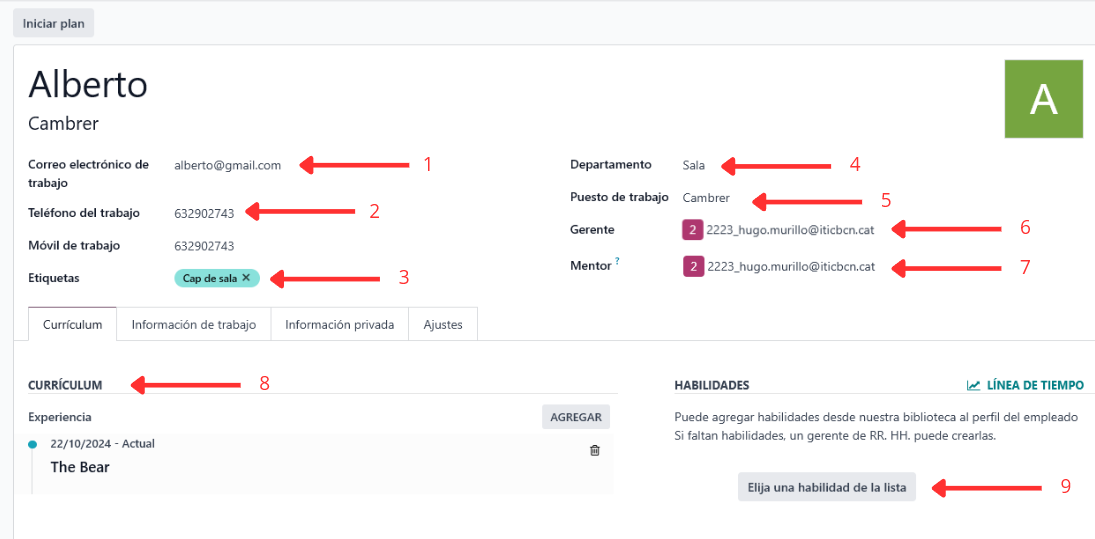 Iniciar plan
Alberto
A
Cambrer
Correo electrónico de
trabajo
alberto@gmail.com
1
Teléfono del trabajo
632902743
2
Móvil de trabajo
632902743
Etiquetas
Cap de sala ✕
3
Departamento
Sala
4
Puesto de trabajo
Cambrer
5
Gerente
2 2223_hugo.murillo@iticbcn.cat
6
Mentor ?
2 2223_hugo.murillo@iticbcn.cat
7
Currículum
Información de trabajo
Información privada
Ajustes
CURRÍCULUM
8
Experiencia
AGREGAR
22/10/2024 - Actual
The Bear
HABILIDADES
LÍNEA DE TIEMPO
Puede agregar habilidades desde nuestra biblioteca al perfil del empleado
Si faltan habilidades, un gerente de RR. HH. puede crearlas.
Elija una habilidad de la lista
9